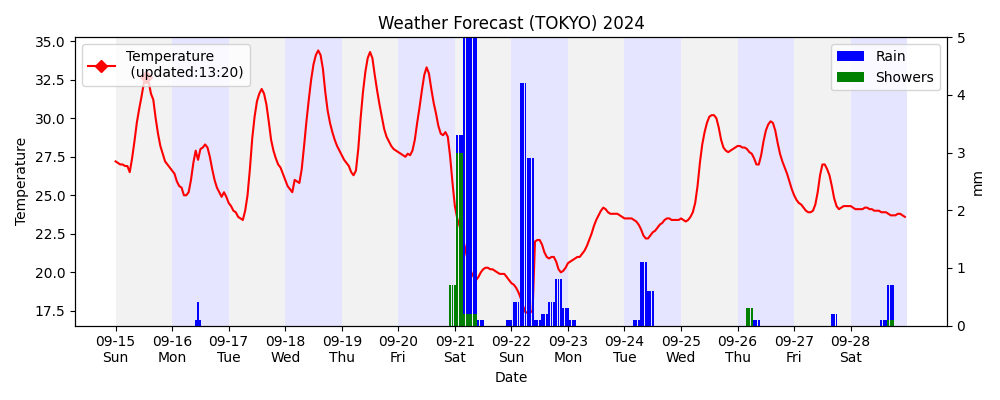 Weather Forecast (TOKYO) 2024
Temperature
(updated:13:20)
Rain
Showers
35.0
32.5
30.0
27.5
25.0
22.5
20.0
17.5
Temperature
5
4
3
2
1
0
mm
09-15 09-16 09-17 09-18 09-19 09-20 09-21 09-22 09-23 09-24 09-25 09-26 09-27 09-28
Sun Mon Tue Wed Thu Fri Sat Sun Mon Tue Wed Thu Fri Sat
Date